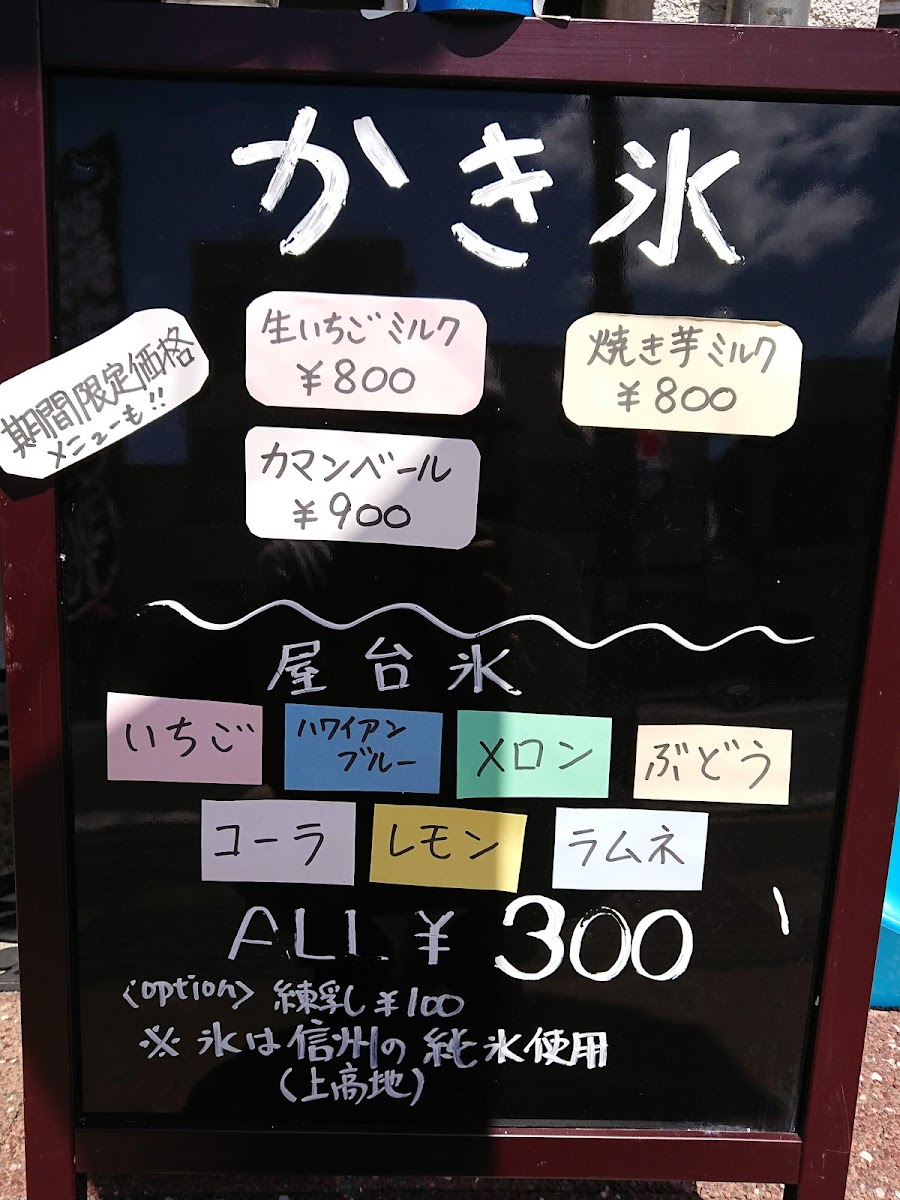 かき氷
期間限定価格
メニューも!!
生いちごミルク
¥800
焼き芋ミルク
¥800
カマンベール
¥900
屋台氷
いちご
ハワイアン
ブルー
メロン
ぶどう
コーラ
レモン
ラムネ
ALL ¥300
<option> 練乳 ¥100
※ 氷は信州の純氷使用
(上高地)